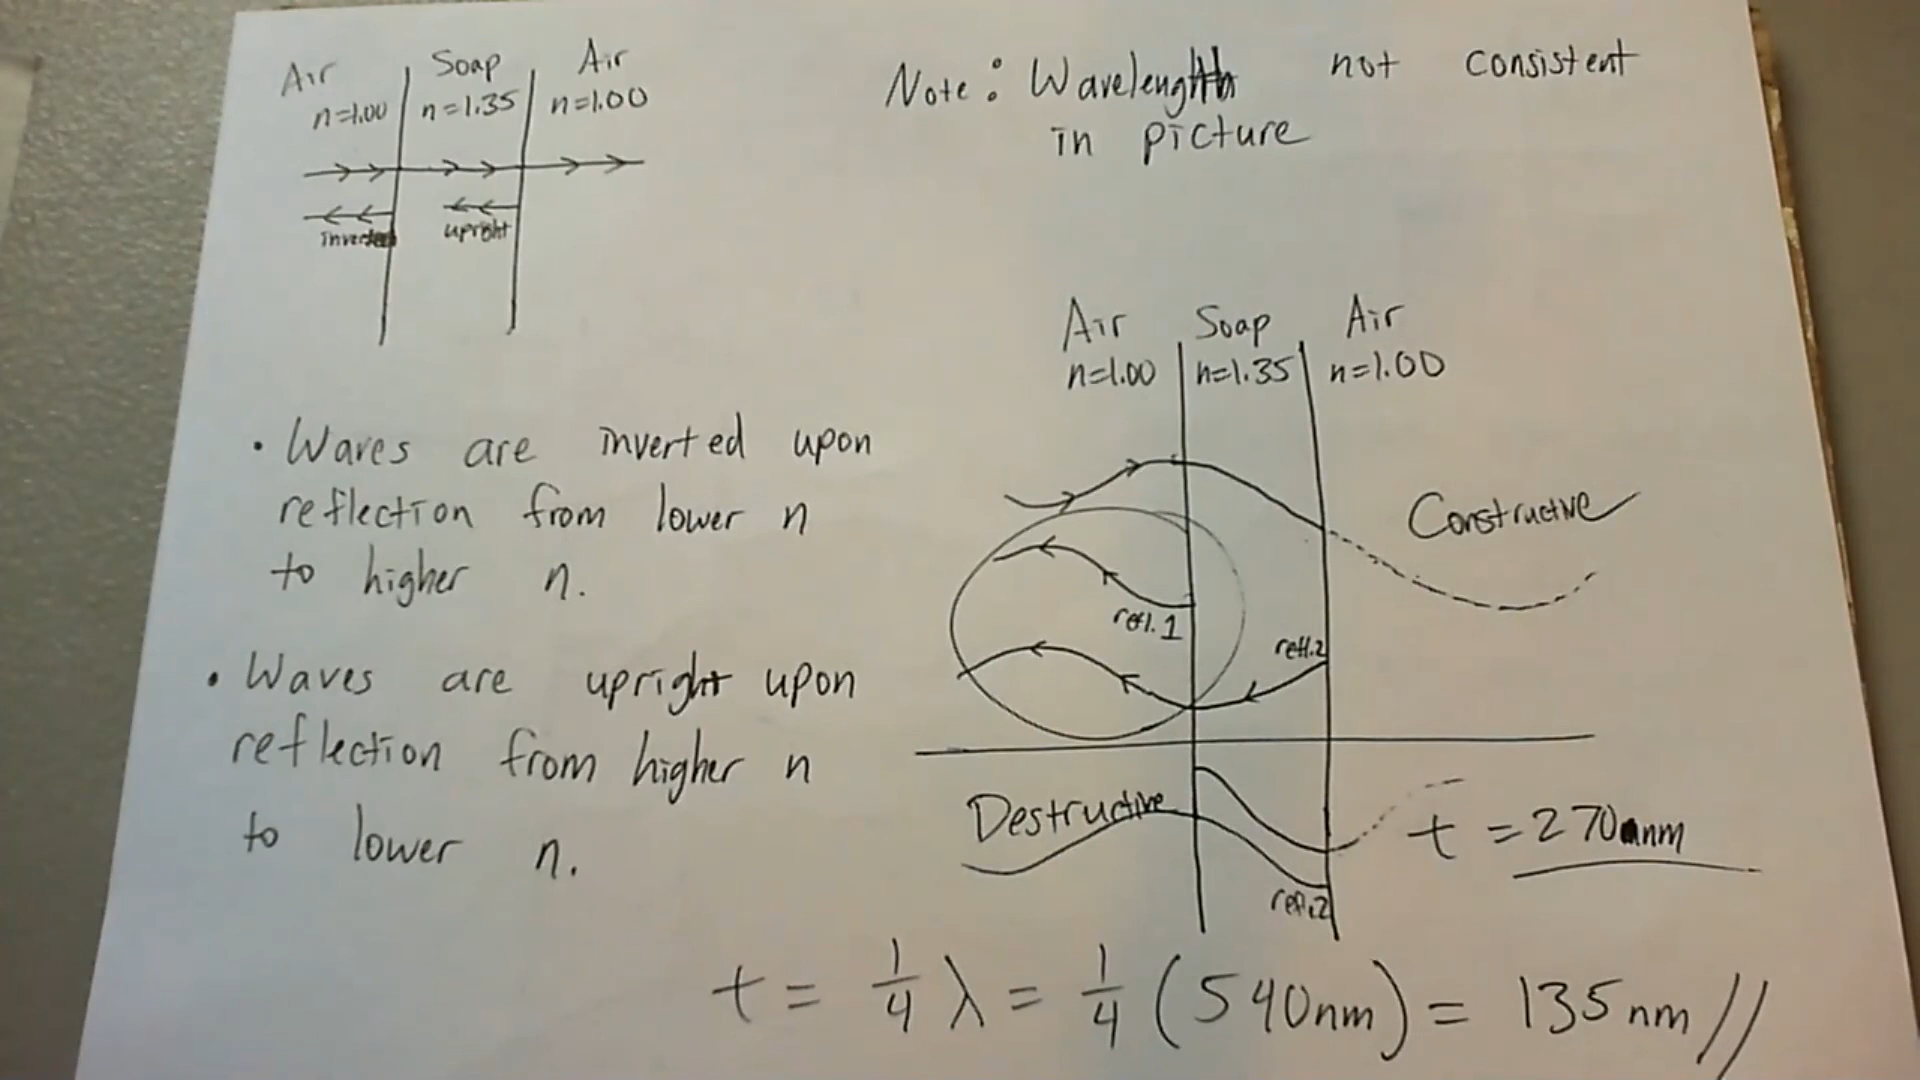 Air Soap Air
n=1.00 n=1.35 n=1.00
inverted upright
Note: Wavelength not consistent
in picture
• Waves are inverted upon
reflection from lower n
to higher n.
• Waves are upright upon
reflection from higher n
to lower n.
Air Soap Air
n=1.00 n=1.35 n=1.00
Constructive
refl.1
refl.2
Destructive
t = 270nm
refl.2
t = 1/4 λ = 1/4 (540nm) = 135nm //